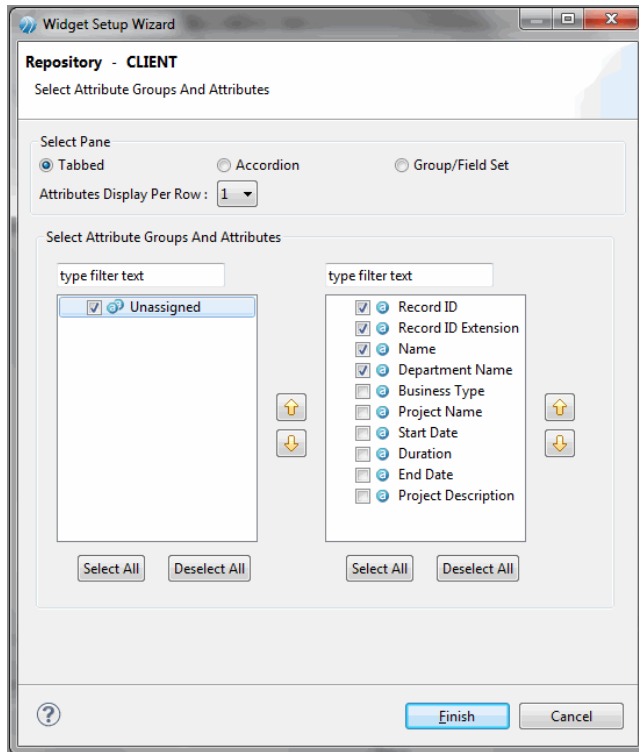 Widget Setup Wizard
Repository - CLIENT
Select Attribute Groups And Attributes
Select Pane
Tabbed Accordion Group/Field Set
Attributes Display Per Row : 1
Select Attribute Groups And Attributes
type filter text type filter text
Unassigned Record ID
Record ID Extension
Name
Department Name
Business Type
Project Name
Start Date
Duration
End Date
Project Description
Select All Deselect All Select All Deselect All
? Finish Cancel